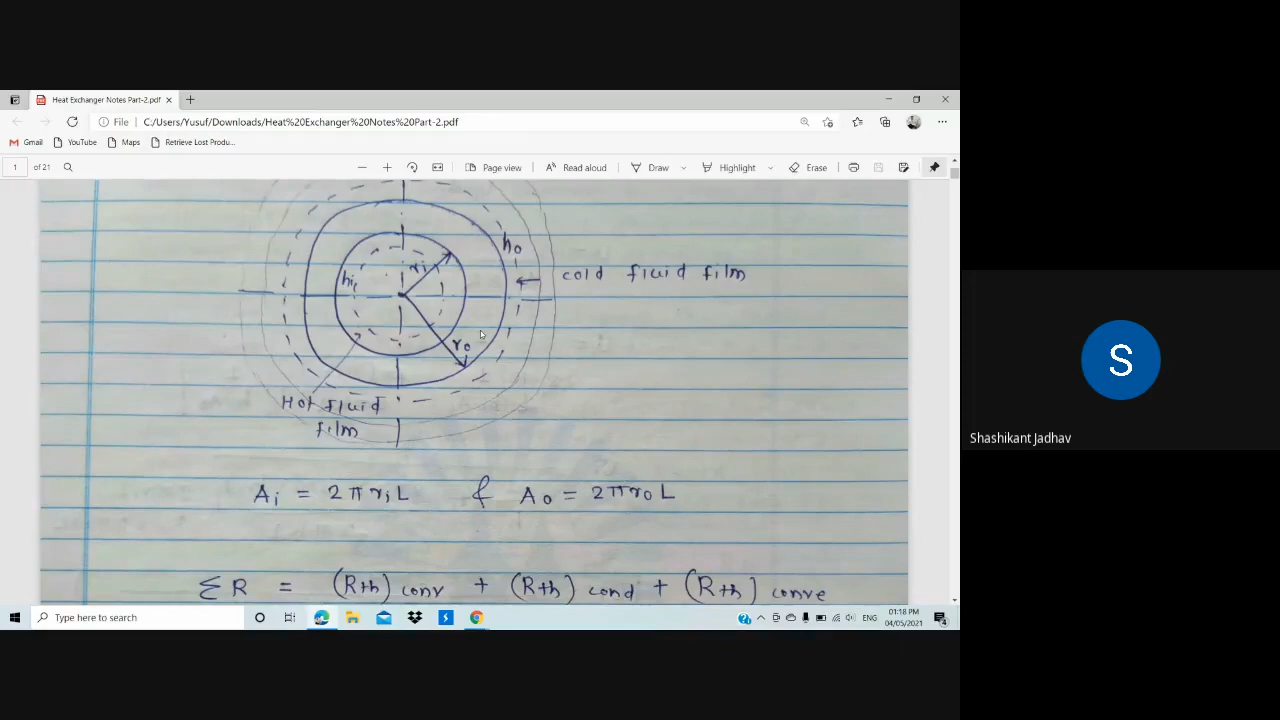 Heat Exchanger Notes Part-2.pdf
File C:/Users/Yusuf/Downloads/Heat%20Exchanger%20Notes%20Part-2.pdf
Gmail YouTube Maps Retrieve Lost Produ...
1 of 21 Page view Read aloud Draw Highlight Erase
ho
ri
hi
cold fluid film
ro
Hot fluid
film
Ai = 2πriL & Ao = 2πroL
ΣR = (Rth) conv + (Rth) cond + (Rth) conve
S
Shashikant Jadhav
Type here to search
ENG
01:18 PM
04/05/2021
4